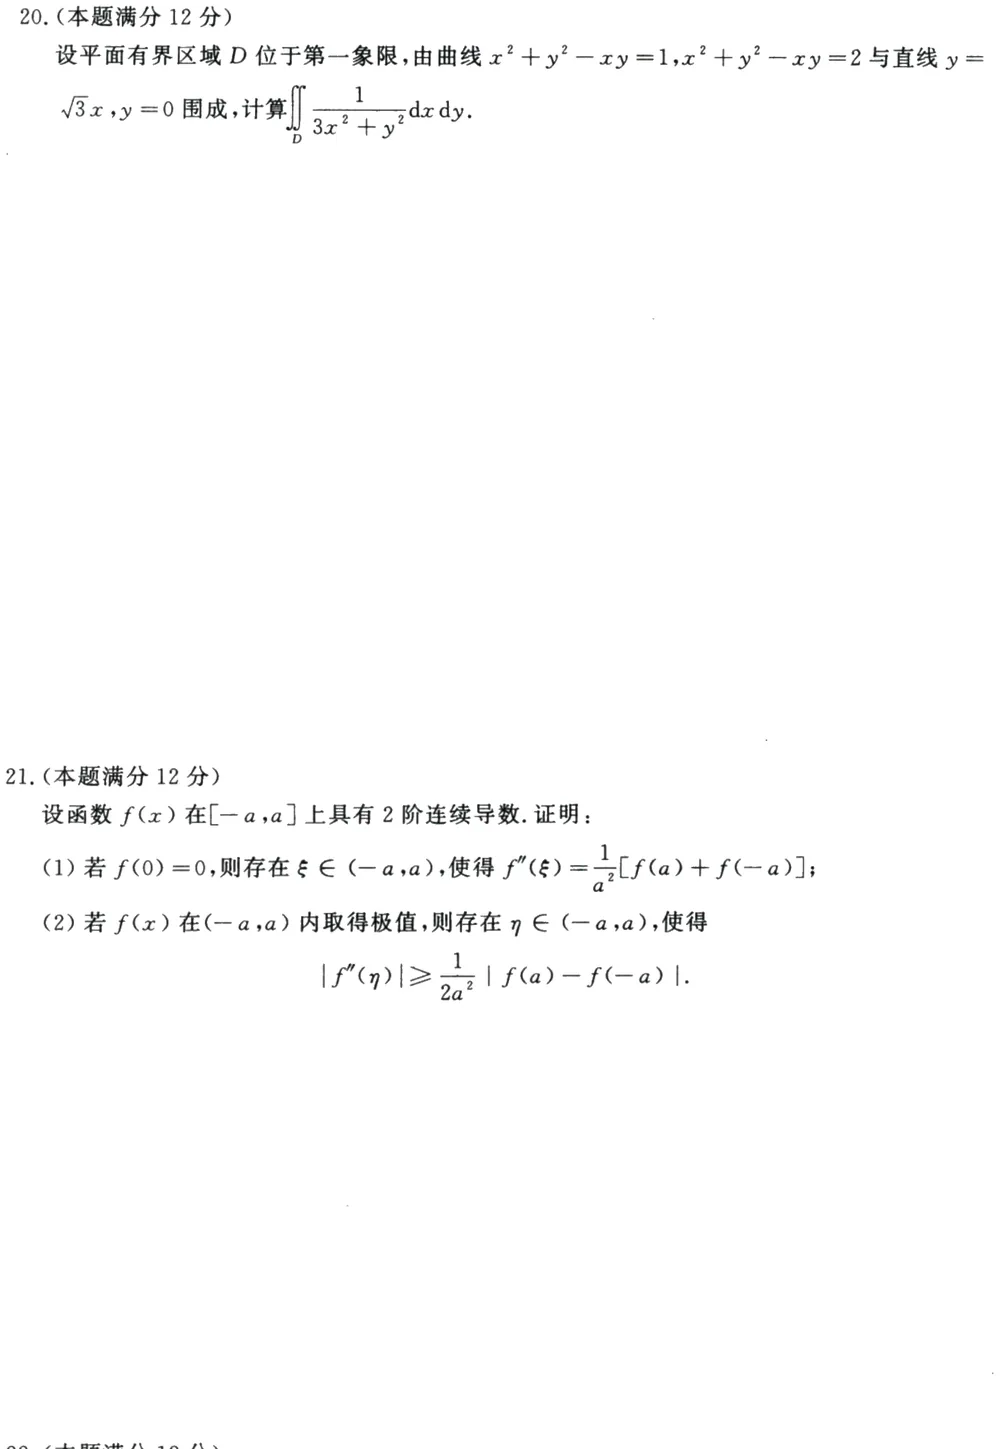 20.(本题满分 12 分)
设平面有界区域 D 位于第一象限,由曲线 x²+y²-xy=1,x²+y²-xy=2 与直线 y=
√3x,y=0 围成,计算∬_D 1/(3x²+y²) dxdy.
21.(本题满分 12 分)
设函数 f(x)在[-a,a]上具有 2 阶连续导数.证明:
(1)若 f(0)=0,则存在 ξ∈(-a,a),使得 f″(ξ)=1/a²[f(a)+f(-a)];
(2)若 f(x)在(-a,a)内取得极值,则存在 η∈(-a,a),使得
|f″(η)|≥1/(2a²)|f(a)-f(-a)|.